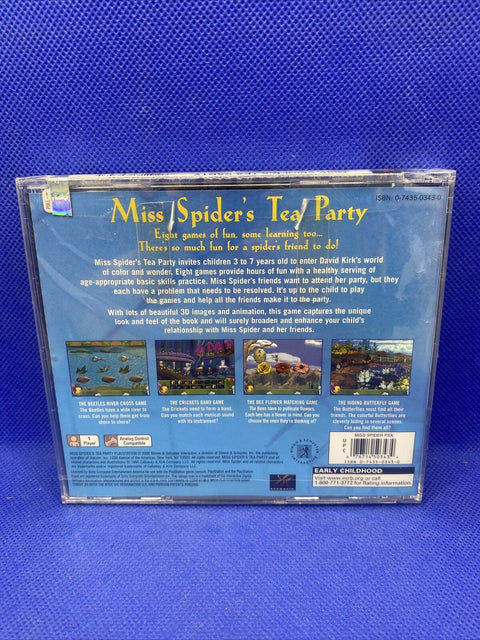 ISBN: 0-7435-0343-0
Miss Spider's Tea Party
Eight games of fun, some learning too...
There's so much fun for a spider's friend to do!
Miss Spider's Tea Party invites children 3 to 7 years old to enter David Kirk's world
of color and wonder. Eight games provide hours of fun with a healthy serving of
age-appropriate basic skills practice. Miss Spider's friends want to attend her party, but they
each have a problem that needs to be resolved. It's up to the child to play
the games and help all the friends make it to the party.
With lots of beautiful 3D images and animation, this game captures the unique
look and feel of the book and will surely broaden and enhance your child's
relationship with Miss Spider and her friends.
THE BEETLES RIVER CROSS GAME
The Beetles have a wide river to
cross. Can you help them get from
shore to shore?
THE CRICKETS BAND GAME
The Crickets need to form a band.
Can you match each musical sound
with its instrument?
THE BEE FLOWER MATCHING GAME
The Bees have to pollinate flowers.
Each bee has a flower in mind. Can you
choose the ones they're thinking of?
THE HIDING BUTTERFLY GAME
The Butterflies must find all their
friends. The colorful Butterflies are
cleverly hiding in several scenes.
Can you find them all?
1
Player
Analog Control
Compatible
MISS SPIDER PSX
UPC
ISBN 0-7435-0343-0
EARLY CHILDHOOD
Visit www.esrb.org or call
1-800-771-3772 for Rating information.